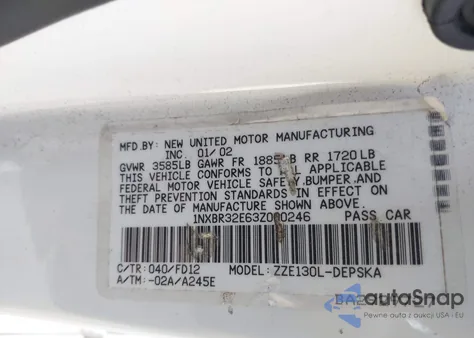 MFD.BY: NEW UNITED MOTOR MANUFACTURING
INC 01/02
GVWR 3585LB GAWR FR 1885LB RR 1720LB
THIS VEHICLE CONFORMS TO ALL APPLICABLE
FEDERAL MOTOR VEHICLE SAFETY, BUMPER, AND
THEFT PREVENTION STANDARDS IN EFFECT ON
THE DATE OF MANUFACTURE SHOWN ABOVE.
1NXBR32E63Z000246 PASS CAR
C/TR: 040/FD12 MODEL: ZZE130L-DEPSKA
A/TM: -02A/A245E
autoSnap
Pewne auta z USA i EU